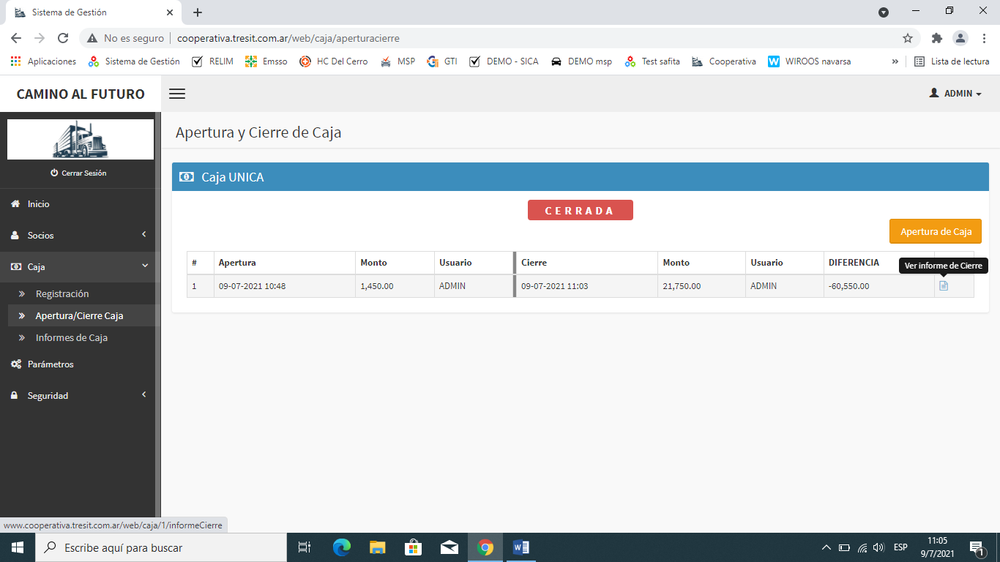 Sistema de Gestión
No es seguro
cooperativa.tresit.com.ar/web/caja/aperturacierre
Aplicaciones Sistema de Gestión RELIM Emsso HC Del Cerro MSP GTI DEMO - SICA DEMO msp Test safita Cooperativa WIROOS navarsa » Lista de lectura
CAMINO AL FUTURO
ADMIN
Cerrar Sesión
Inicio
Socios
Caja
Registración
Apertura/Cierre Caja
Informes de Caja
Parámetros
Seguridad
Apertura y Cierre de Caja
Caja UNICA
CERRADA
Apertura de Caja
# Apertura Monto Usuario Cierre Monto Usuario DIFERENCIA
Ver informe de Cierre
1 09-07-2021 10:48 1,450.00 ADMIN 09-07-2021 11:03 21,750.00 ADMIN -60,550.00
www.cooperativa.tresit.com.ar/web/caja/1/informeCierre
Escribe aquí para buscar
ESP
11:05
9/7/2021
1